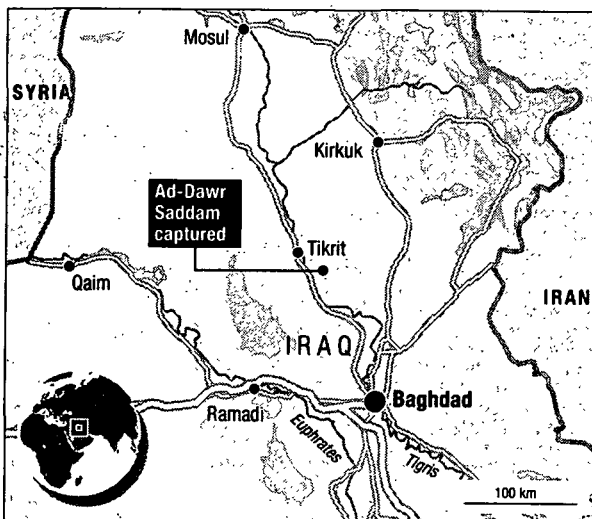 Mosul
SYRIA
Kirkuk
Ad-Dawr
Saddam
captured
Tikrit
Qaim
IRAN
IRAQ
Baghdad
Ramadi
Euphrates
Tigris
100 km